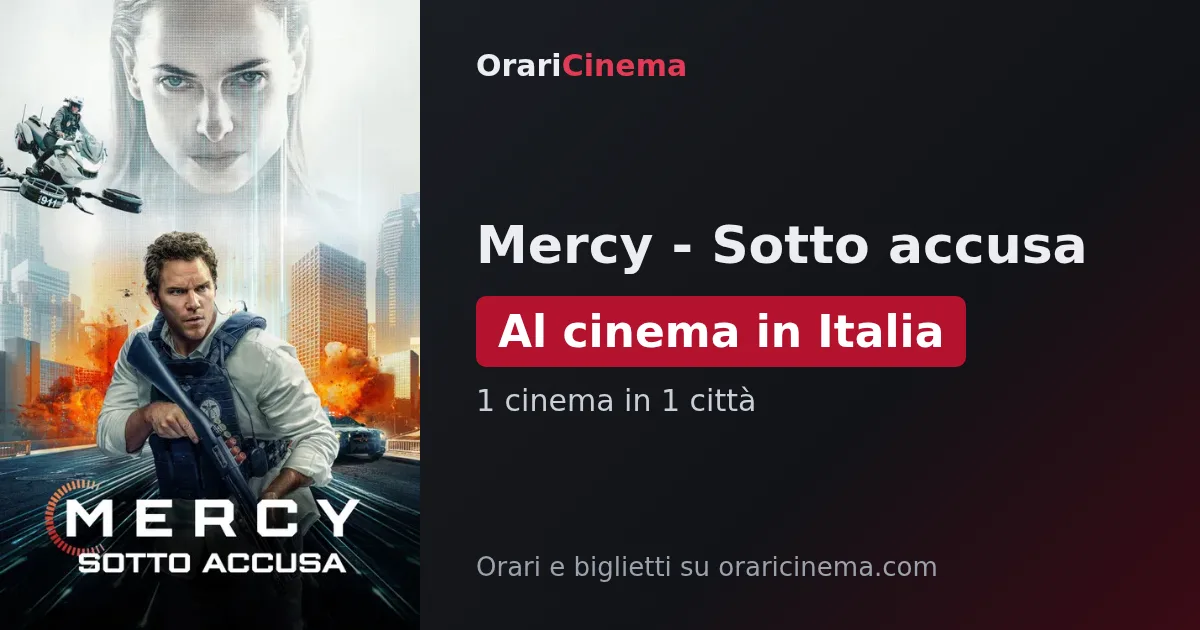 911
MERCY
SOTTO ACCUSA
OrariCinema
Mercy - Sotto accusa
Al cinema in Italia
1 cinema in 1 città
Orari e biglietti su oraricinema.com